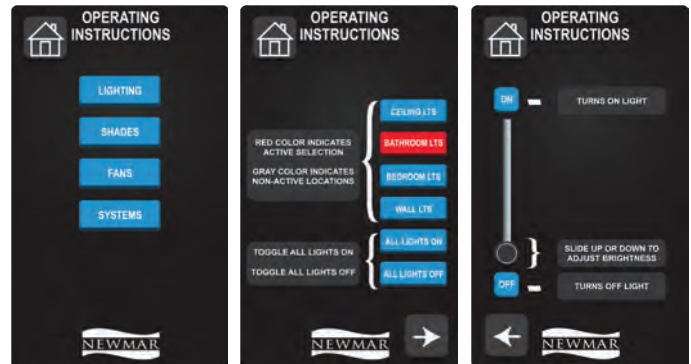 OPERATING
INSTRUCTIONS
LIGHTING
SHADES
FANS
SYSTEMS
NEWMAR
OPERATING
INSTRUCTIONS
RED COLOR INDICATES
ACTIVE SELECTION
GRAY COLOR INDICATES
NON-ACTIVE LOCATIONS
CEILING LTS
BATHROOM LTS
BEDROOM LTS
WALL LTS
TOGGLE ALL LIGHTS ON
TOGGLE ALL LIGHTS OFF
ALL LIGHTS ON
ALL LIGHTS OFF
NEWMAR
OPERATING
INSTRUCTIONS
ON
TURNS ON LIGHT
SLIDE UP OR DOWN TO
ADJUST BRIGHTNESS
OFF
TURNS OFF LIGHT
NEWMAR